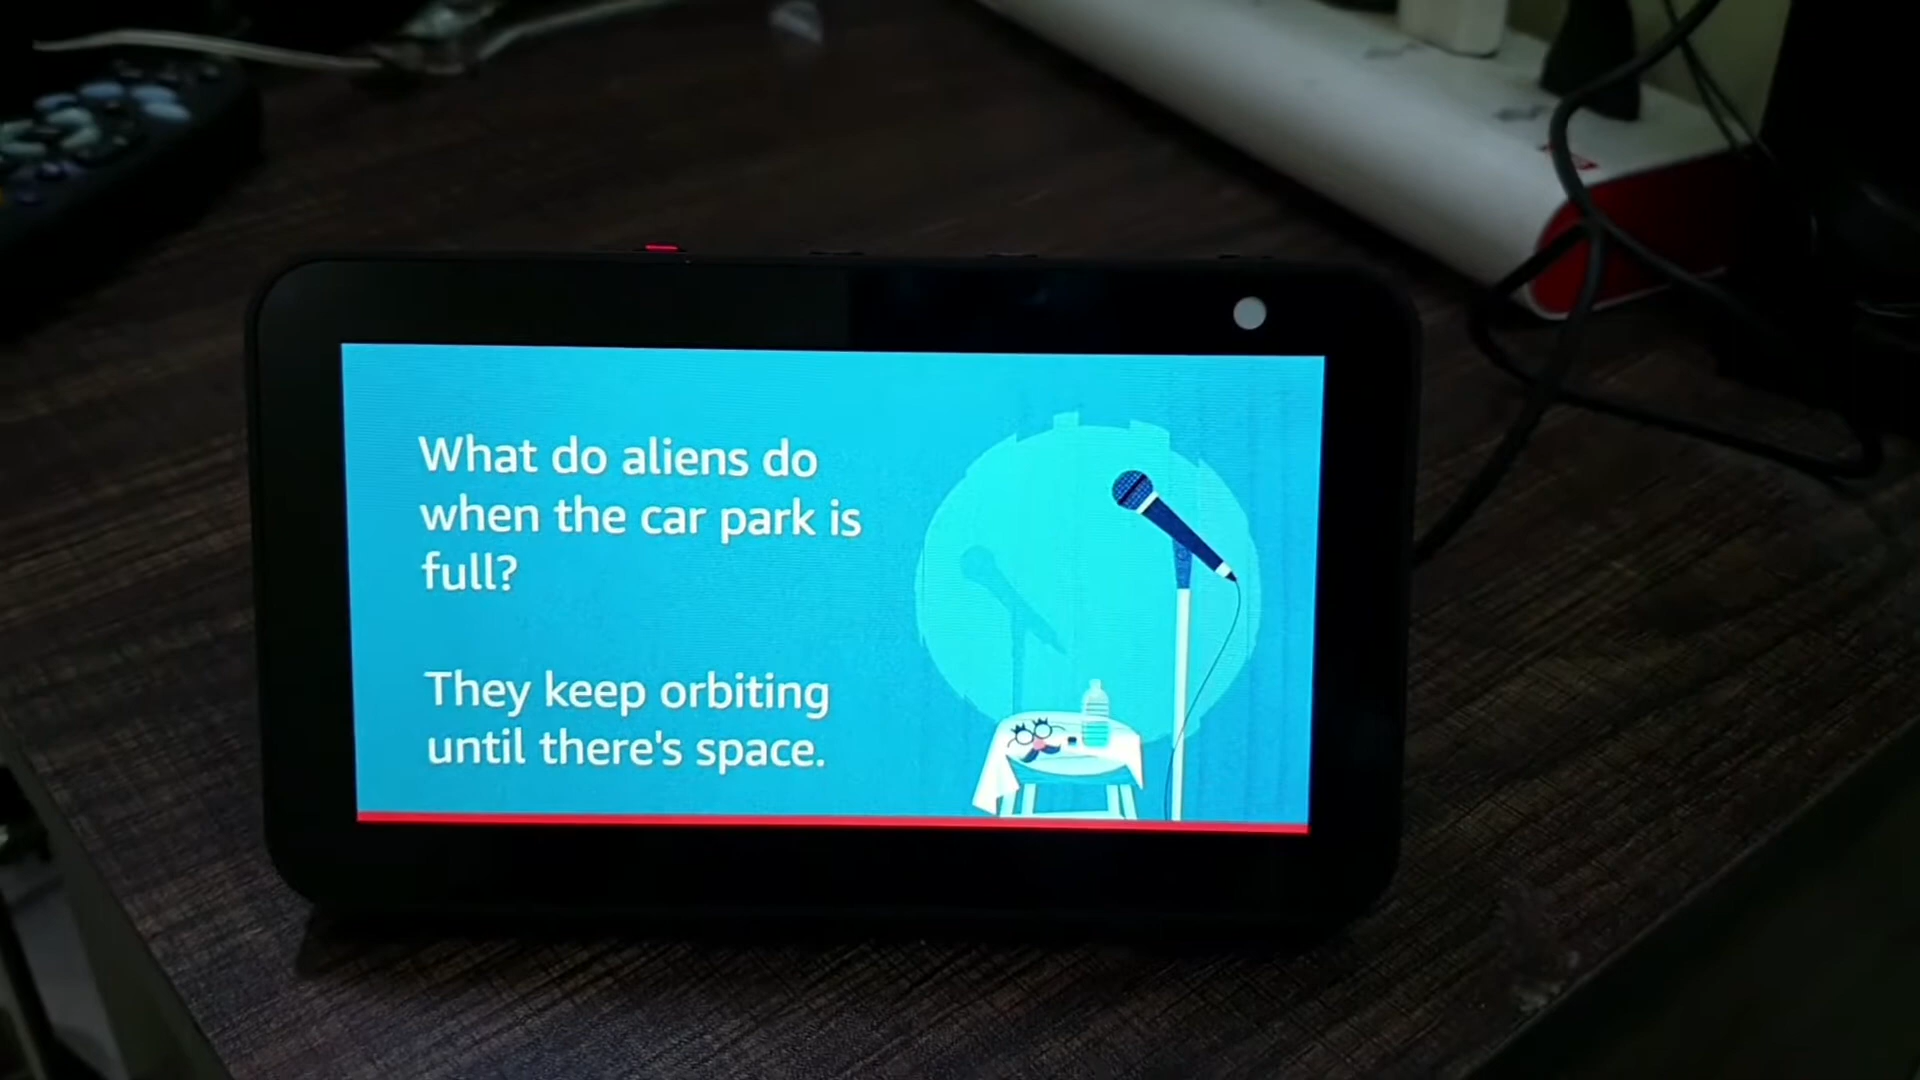 What do aliens do
when the car park is
full?
They keep orbiting
until there's space.